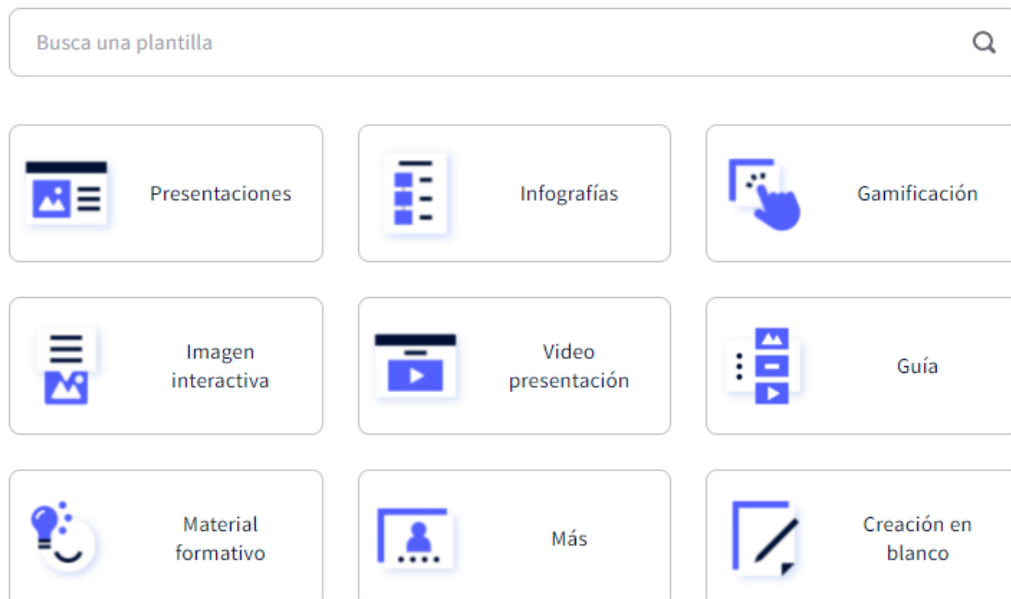 Busca una plantilla
Presentaciones
Infografías
Gamificación
Imagen
interactiva
Video
presentación
Guía
Material
formativo
Más
Creación en
blanco